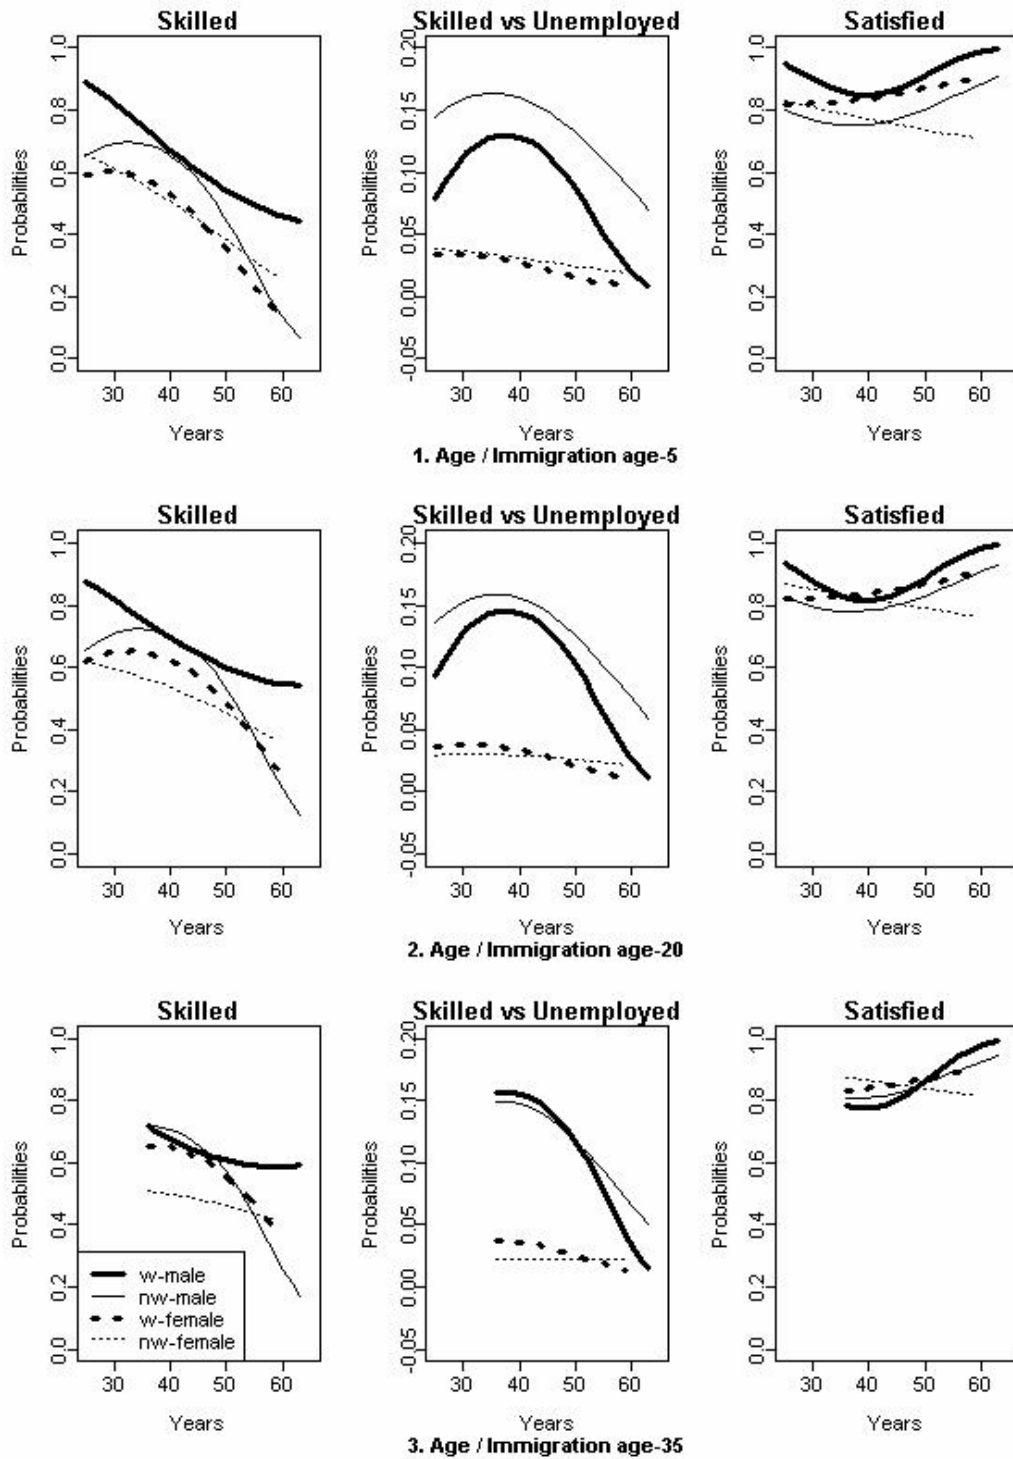 Skilled
Skilled vs Unemployed
Satisfied
Probabilities
0.0 0.2 0.4 0.6 0.8 1.0
30 40 50 60
Years
Probabilities
-0.05 0.00 0.05 0.10 0.15 0.20
30 40 50 60
Years
Probabilities
0.0 0.2 0.4 0.6 0.8 1.0
30 40 50 60
Years
1. Age / Immigration age-5
Skilled
Skilled vs Unemployed
Satisfied
Probabilities
0.0 0.2 0.4 0.6 0.8 1.0
30 40 50 60
Years
Probabilities
-0.05 0.00 0.05 0.10 0.15 0.20
30 40 50 60
Years
Probabilities
0.0 0.2 0.4 0.6 0.8 1.0
30 40 50 60
Years
2. Age / Immigration age-20
Skilled
Skilled vs Unemployed
Satisfied
Probabilities
0.0 0.2 0.4 0.6 0.8 1.0
w-male
nw-male
w-female
nw-female
30 40 50 60
Years
Probabilities
-0.05 0.00 0.05 0.10 0.15 0.20
30 40 50 60
Years
Probabilities
0.0 0.2 0.4 0.6 0.8 1.0
30 40 50 60
Years
3. Age / Immigration age-35